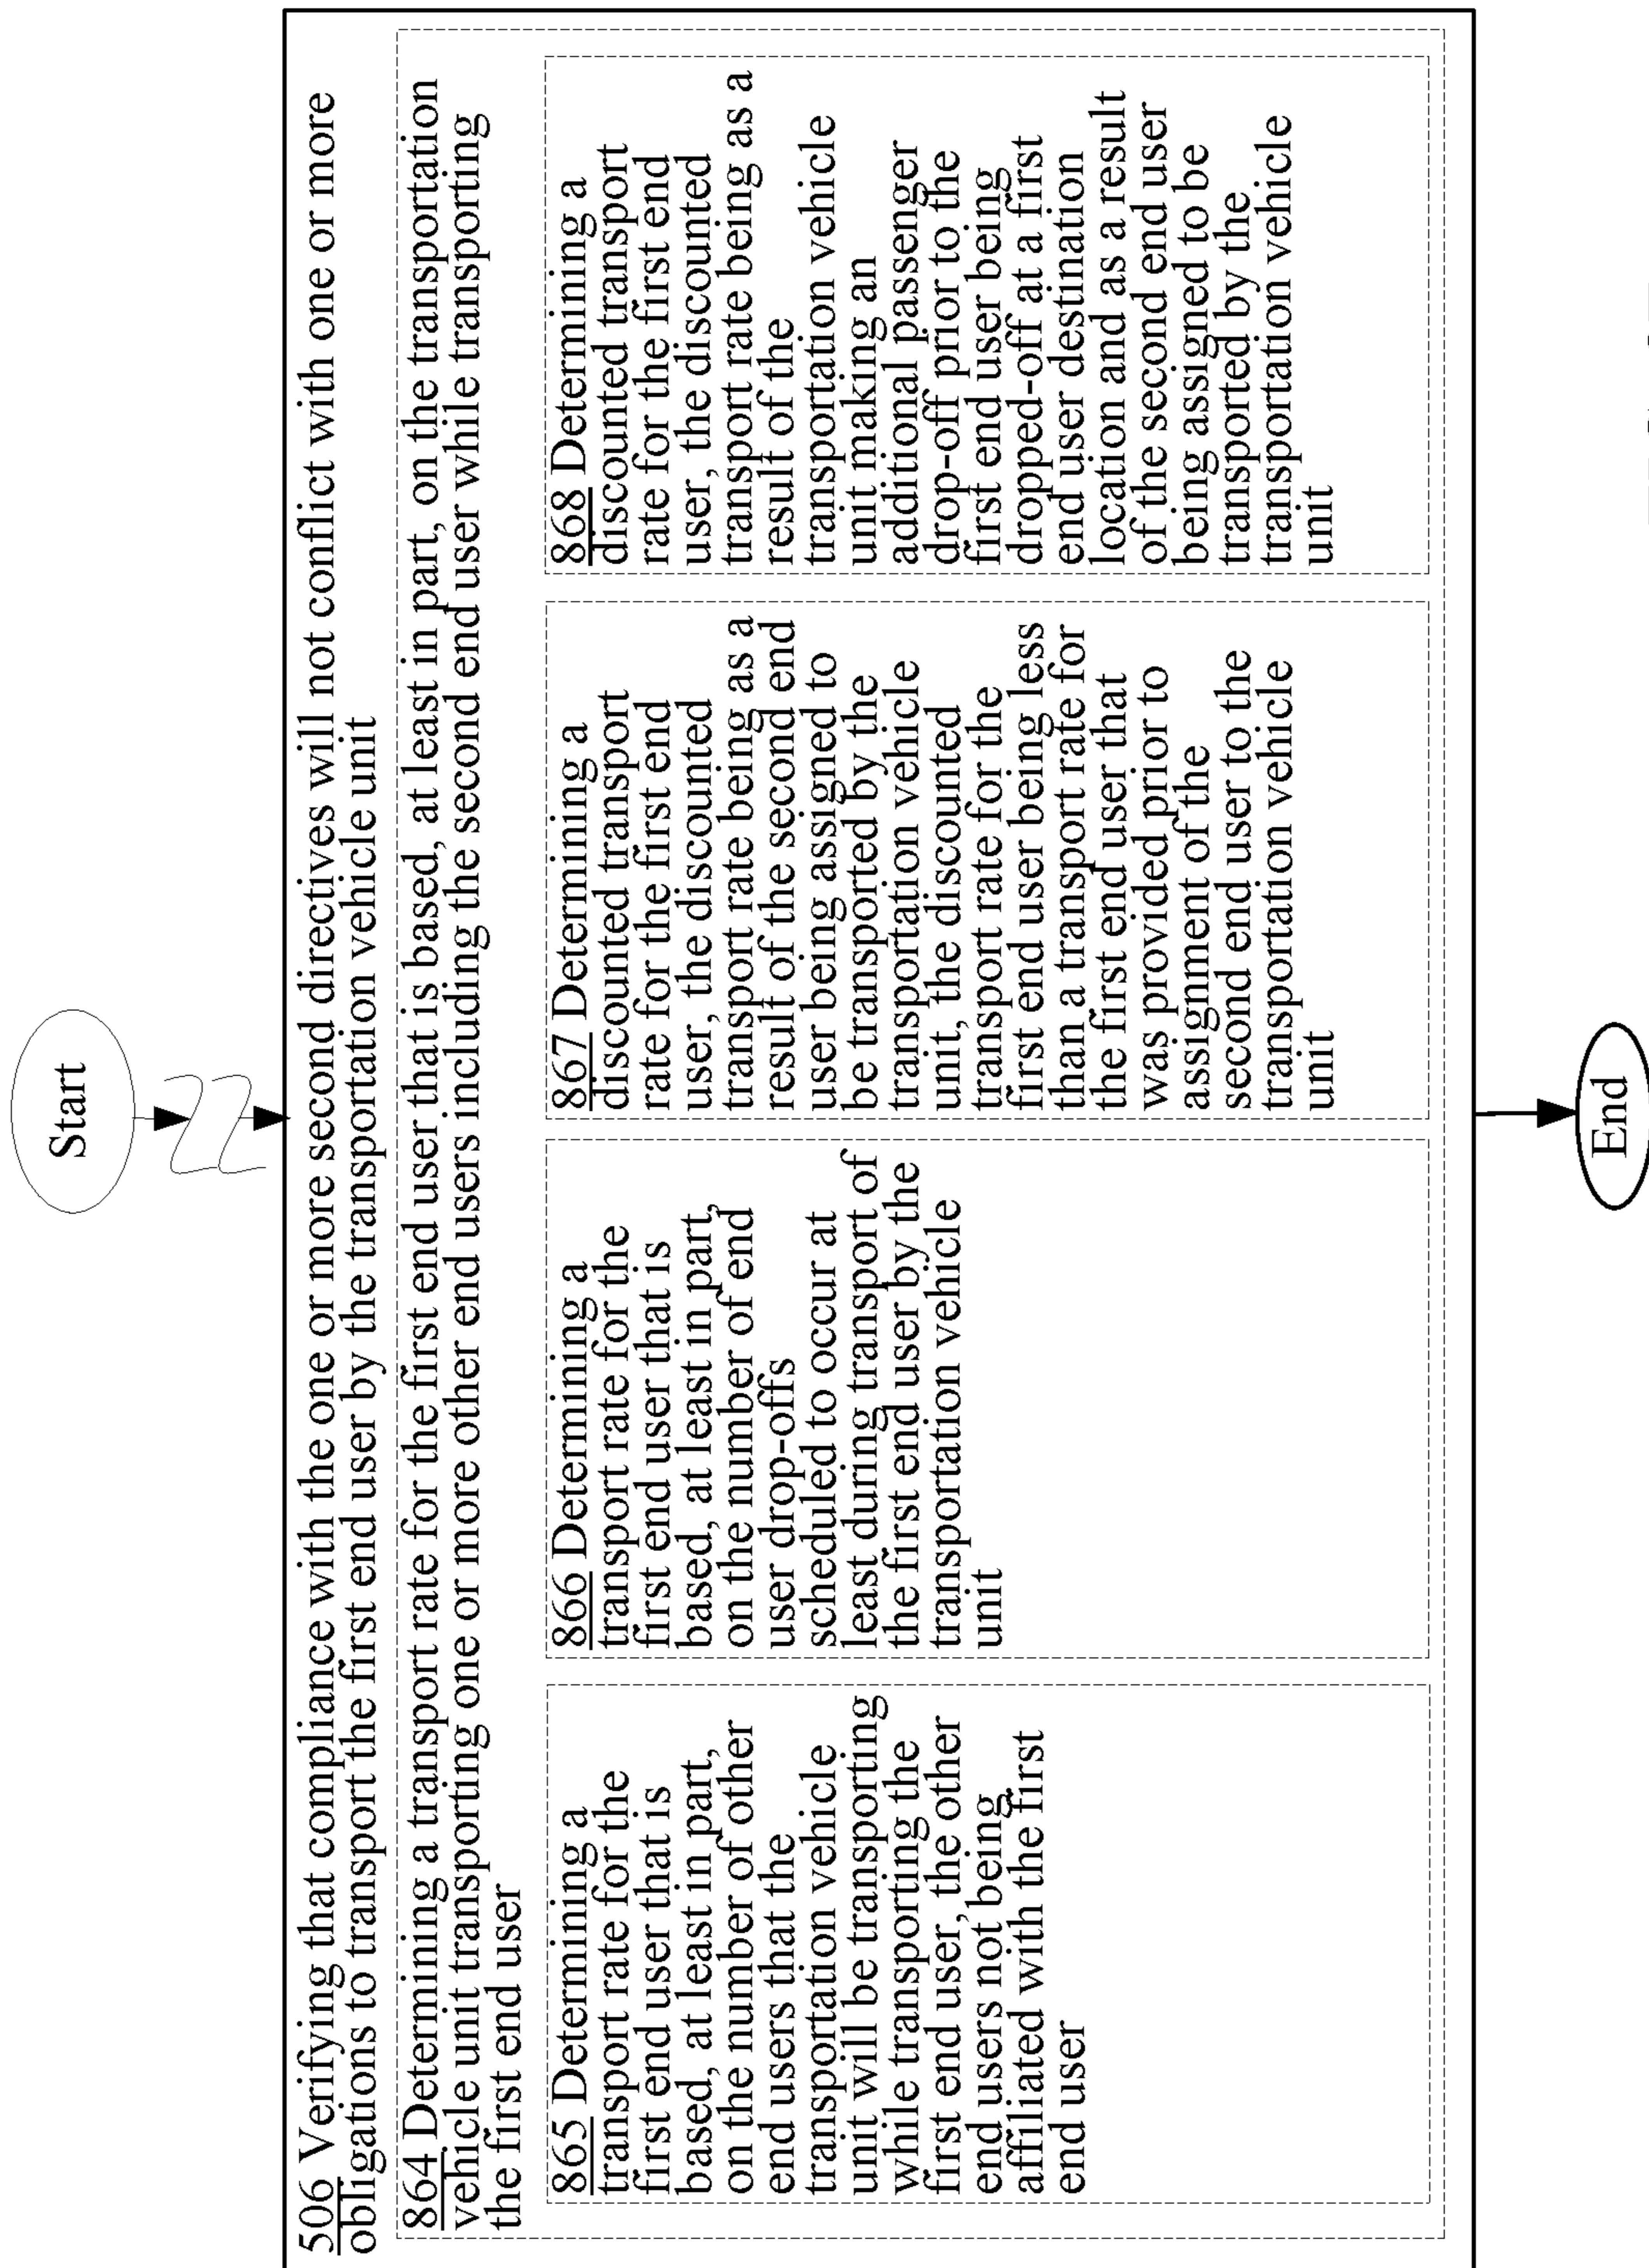 Start
506 Verifying that compliance with the one or more second directives will not conflict with one or more
obligations to transport the first end user by the transportation vehicle unit
864 Determining a transport rate for the first end user that is based, at least in part, on the transportation
vehicle unit transporting one or more other end users including the second end user while transporting
the first end user
865 Determining a
transport rate for the
first end user that is
based, at least in part,
on the number of other
end users that the
transportation vehicle
unit will be transporting
while transporting the
first end user, the other
end users not being
affiliated with the first
end user
866 Determining a
transport rate for the
first end user that is
based, at least in part,
on the number of end
user drop-offs
scheduled to occur at
least during transport of
the first end user by the
transportation vehicle
unit
867 Determining a
discounted transport
rate for the first end
user, the discounted
transport rate being as a
result of the second end
user being assigned to
be transported by the
transportation vehicle
unit, the discounted
transport rate for the
first end user being less
than a transport rate for
the first end user that
was provided prior to
assignment of the
second end user to the
transportation vehicle
unit
868 Determining a
discounted transport
rate for the first end
user, the discounted
transport rate being as a
result of the
transportation vehicle
unit making an
additional passenger
drop-off prior to the
first end user being
dropped-off at a first
end user destination
location and as a result
of the second end user
being assigned to be
transported by the
transportation vehicle
unit
End